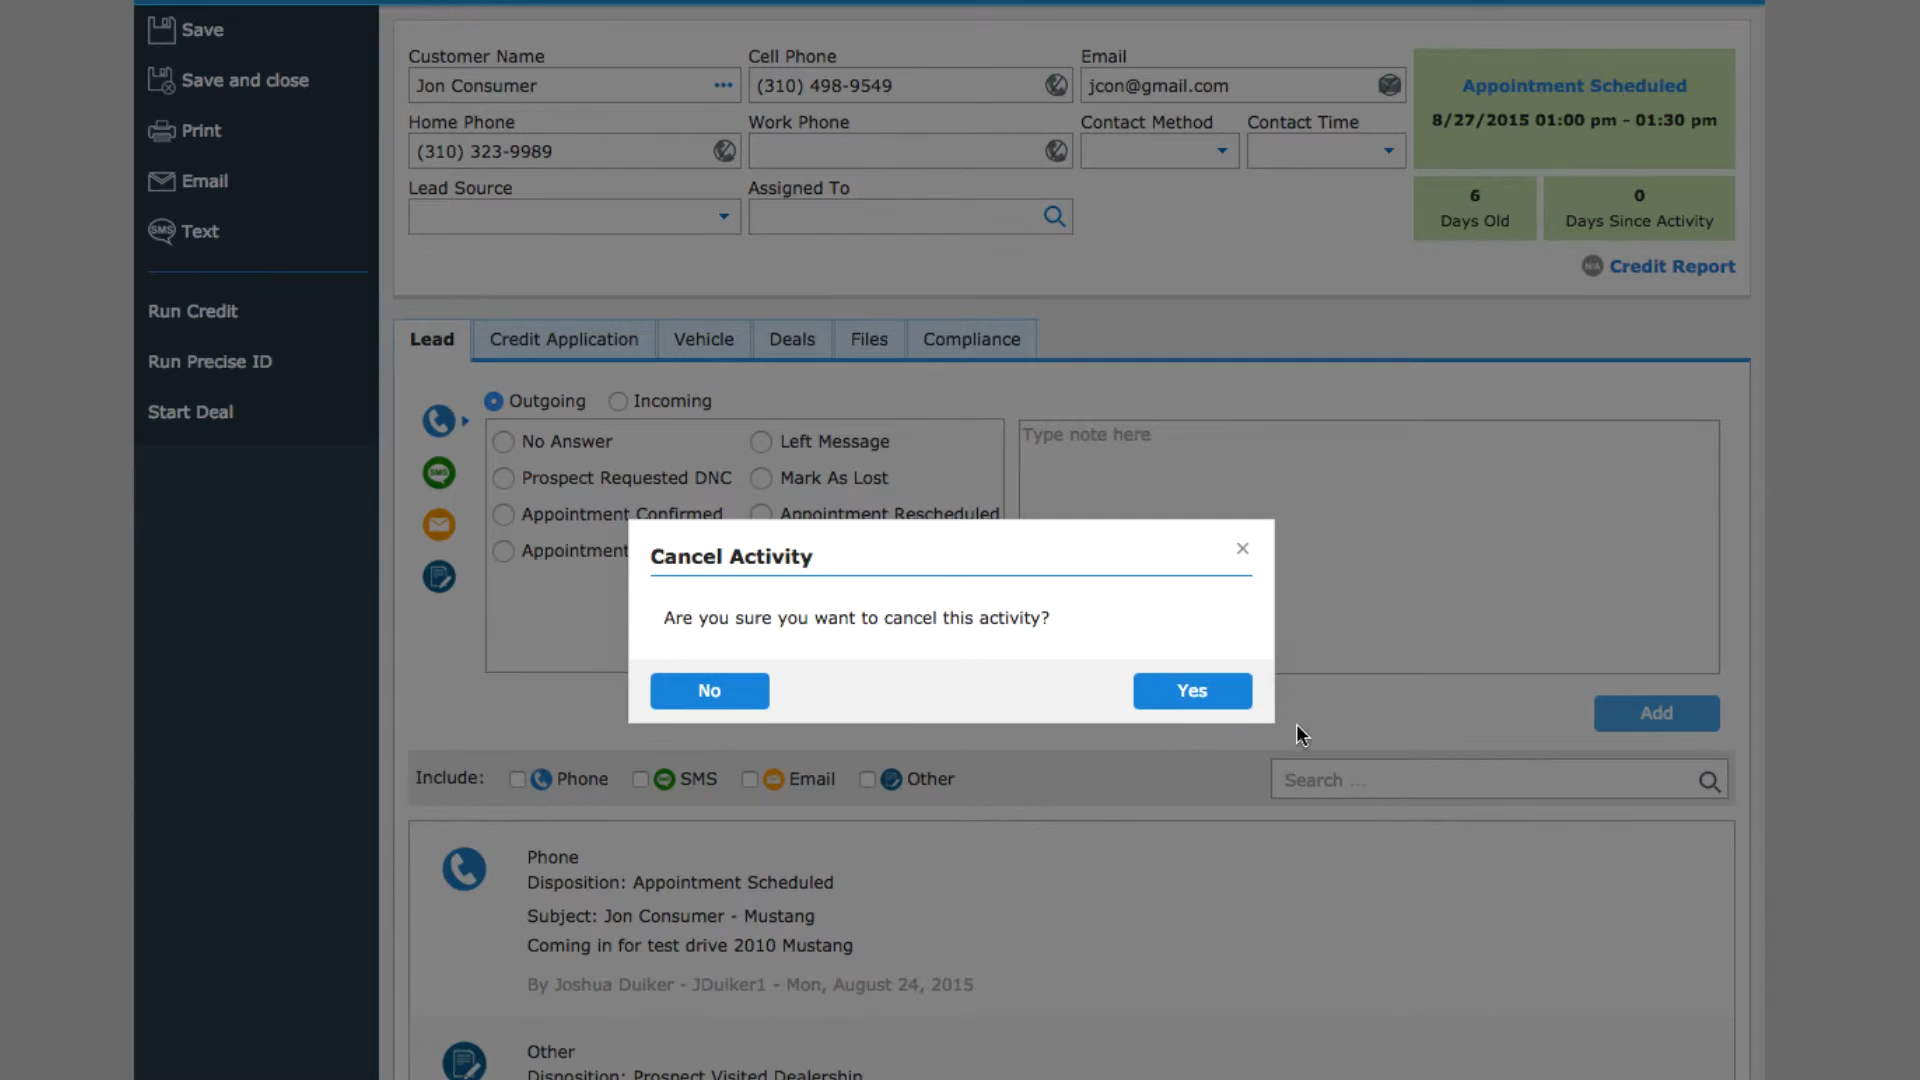 Save
Save and close
Print
Email
SMS Text
Run Credit
Run Precise ID
Start Deal
Customer Name
Jon Consumer
Cell Phone
(310) 498-9549
Email
jcon@gmail.com
Home Phone
(310) 323-9989
Work Phone
Contact Method
Contact Time
Lead Source
Assigned To
Appointment Scheduled
8/27/2015 01:00 pm - 01:30 pm
6
Days Old
0
Days Since Activity
N/A Credit Report
Lead
Credit Application
Vehicle
Deals
Files
Compliance
Outgoing
Incoming
SMS
No Answer
Left Message
Prospect Requested DNC
Mark As Lost
Appointment Confirmed
Appointment Rescheduled
Appointment
Type note here
Cancel Activity
×
Are you sure you want to cancel this activity?
No
Yes
Add
Include:
Phone
SMS
Email
Other
Search ...
Phone
Disposition: Appointment Scheduled
Subject: Jon Consumer - Mustang
Coming in for test drive 2010 Mustang
By Joshua Duiker - JDuiker1 - Mon, August 24, 2015
Other
Disposition: Prospect Visited Dealership